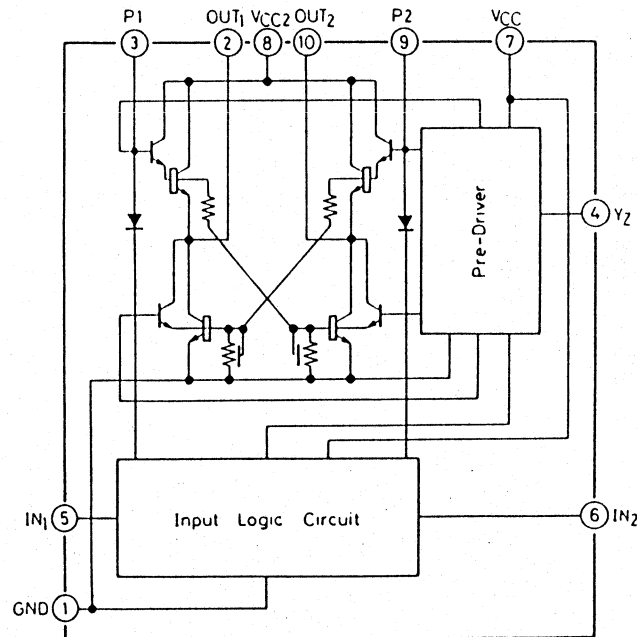 P1 OUT1 VCC2 OUT2 P2 VCC
3 2 8 10 9 7
Pre-Driver
4 YZ
IN1 5
Input Logic Circuit
6 IN2
GND 1